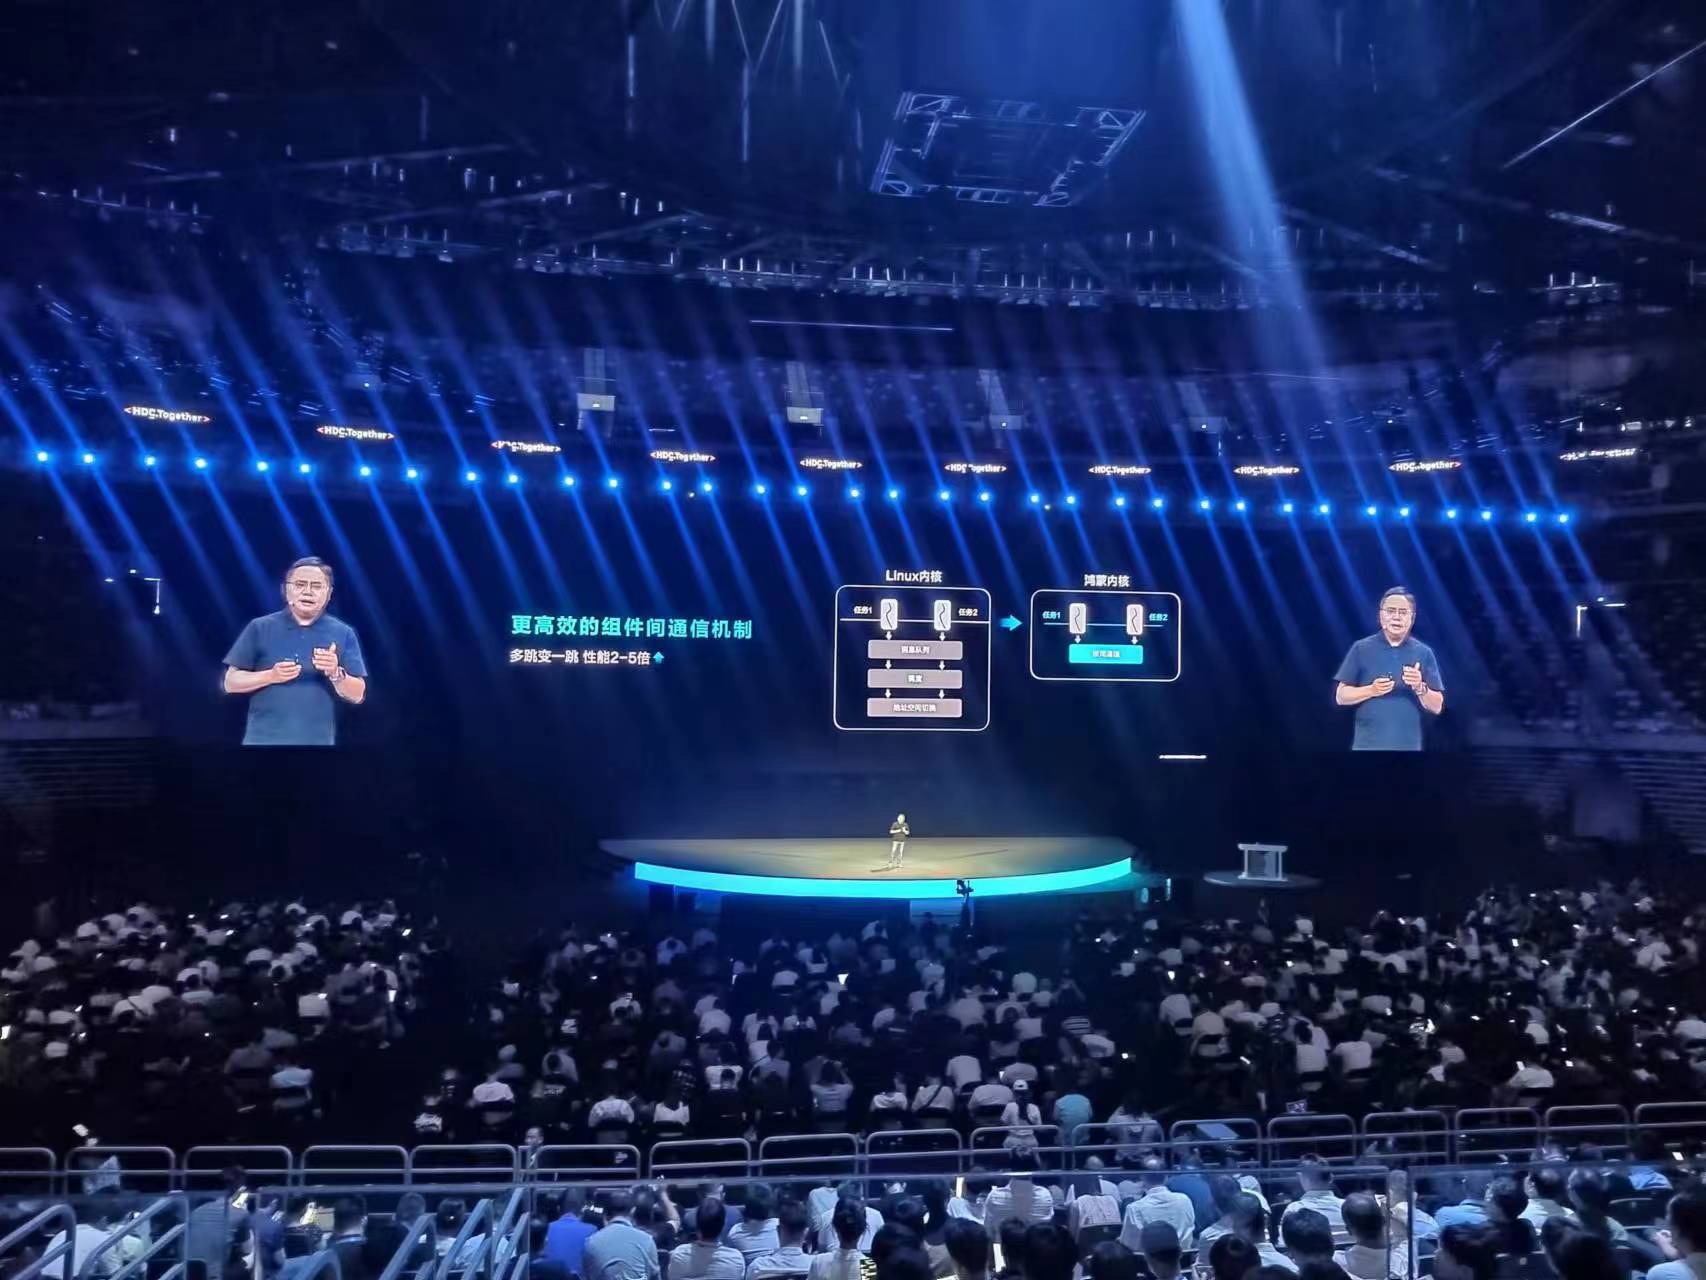 <HDC.Together>
<HDC.Together>
<HDC.Together>
<HDC.Together>
<HDC.Together>
<HDC.Together>
<HDC.Together>
<HDC.Together>
<HDC.Together>
更高效的组件间通信机制
多跳变一跳 性能2-5倍
Linux内核
任务1
任务2
消息队列
调度
地址空间切换
鸿蒙内核
任务1
任务2